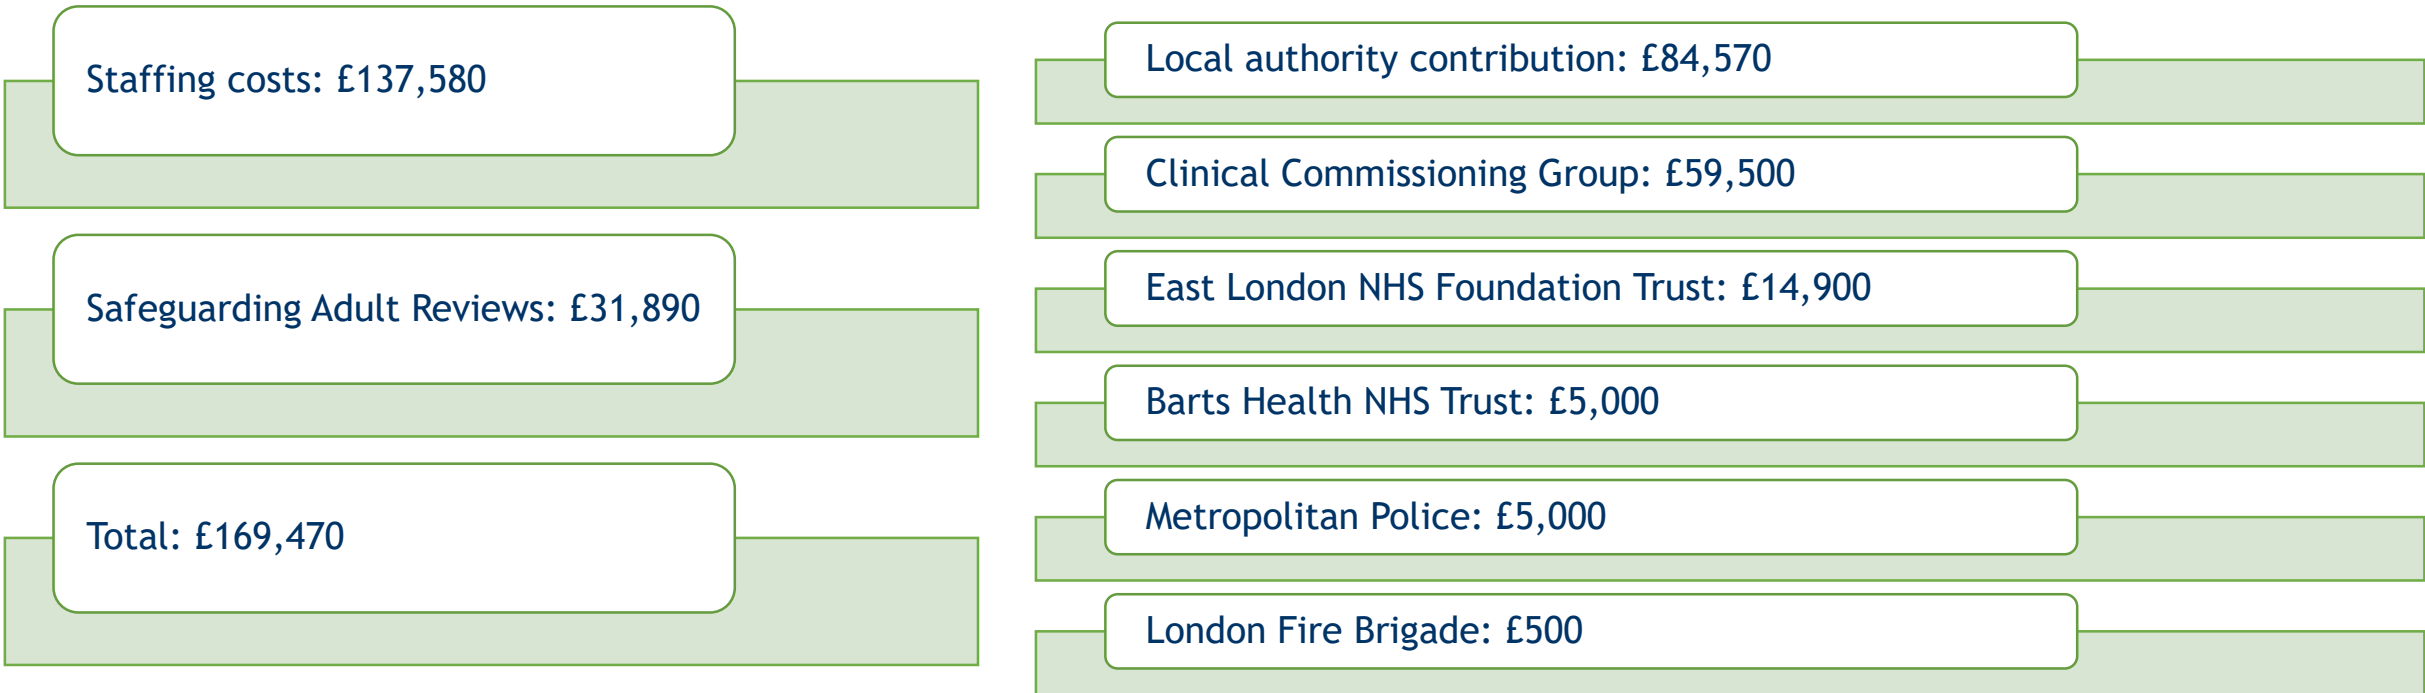 Staffing costs: £137,580
Safeguarding Adult Reviews: £31,890
Total: £169,470
Local authority contribution: £84,570
Clinical Commissioning Group: £59,500
East London NHS Foundation Trust: £14,900
Barts Health NHS Trust: £5,000
Metropolitan Police: £5,000
London Fire Brigade: £500